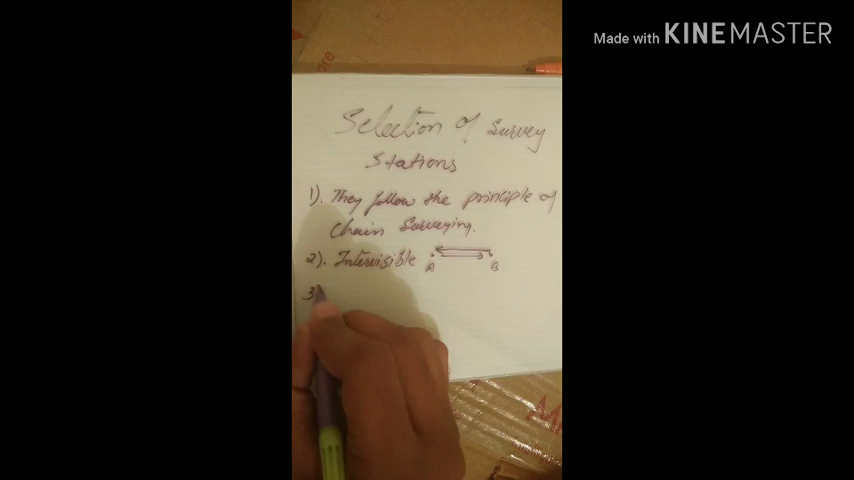 Made with KINEMASTER
Selection of Survey
Stations
1). They follow the principle of
Chain Surveying.
2). Intervisible
A B
3